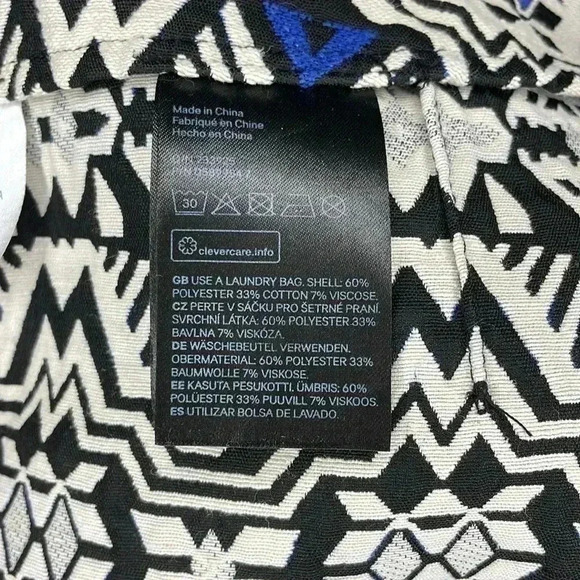 Made in China
Fabriqué en Chine
Hecho en China
30
clevercare.info
GB USE A LAUNDRY BAG. SHELL: 60%
POLYESTER 33% COTTON 7% VISCOSE.
CZ PERTE V SÁČKU PRO ŠETRNÉ PRANÍ.
SVRCHNÍ LÁTKA: 60% POLYESTER 33%
BAVLNA 7% VISKÓZA.
DE WÄSCHEBEUTEL VERWENDEN.
OBERMATERIAL: 60% POLYESTER 33%
BAUMWOLLE 7% VISKOSE.
EE KASUTA PESUKOTTI. ÜMBRIS: 60%
POLÜESTER 33% PUUVILL 7% VISKOOS.
ES UTILIZAR BOLSA DE LAVADO.